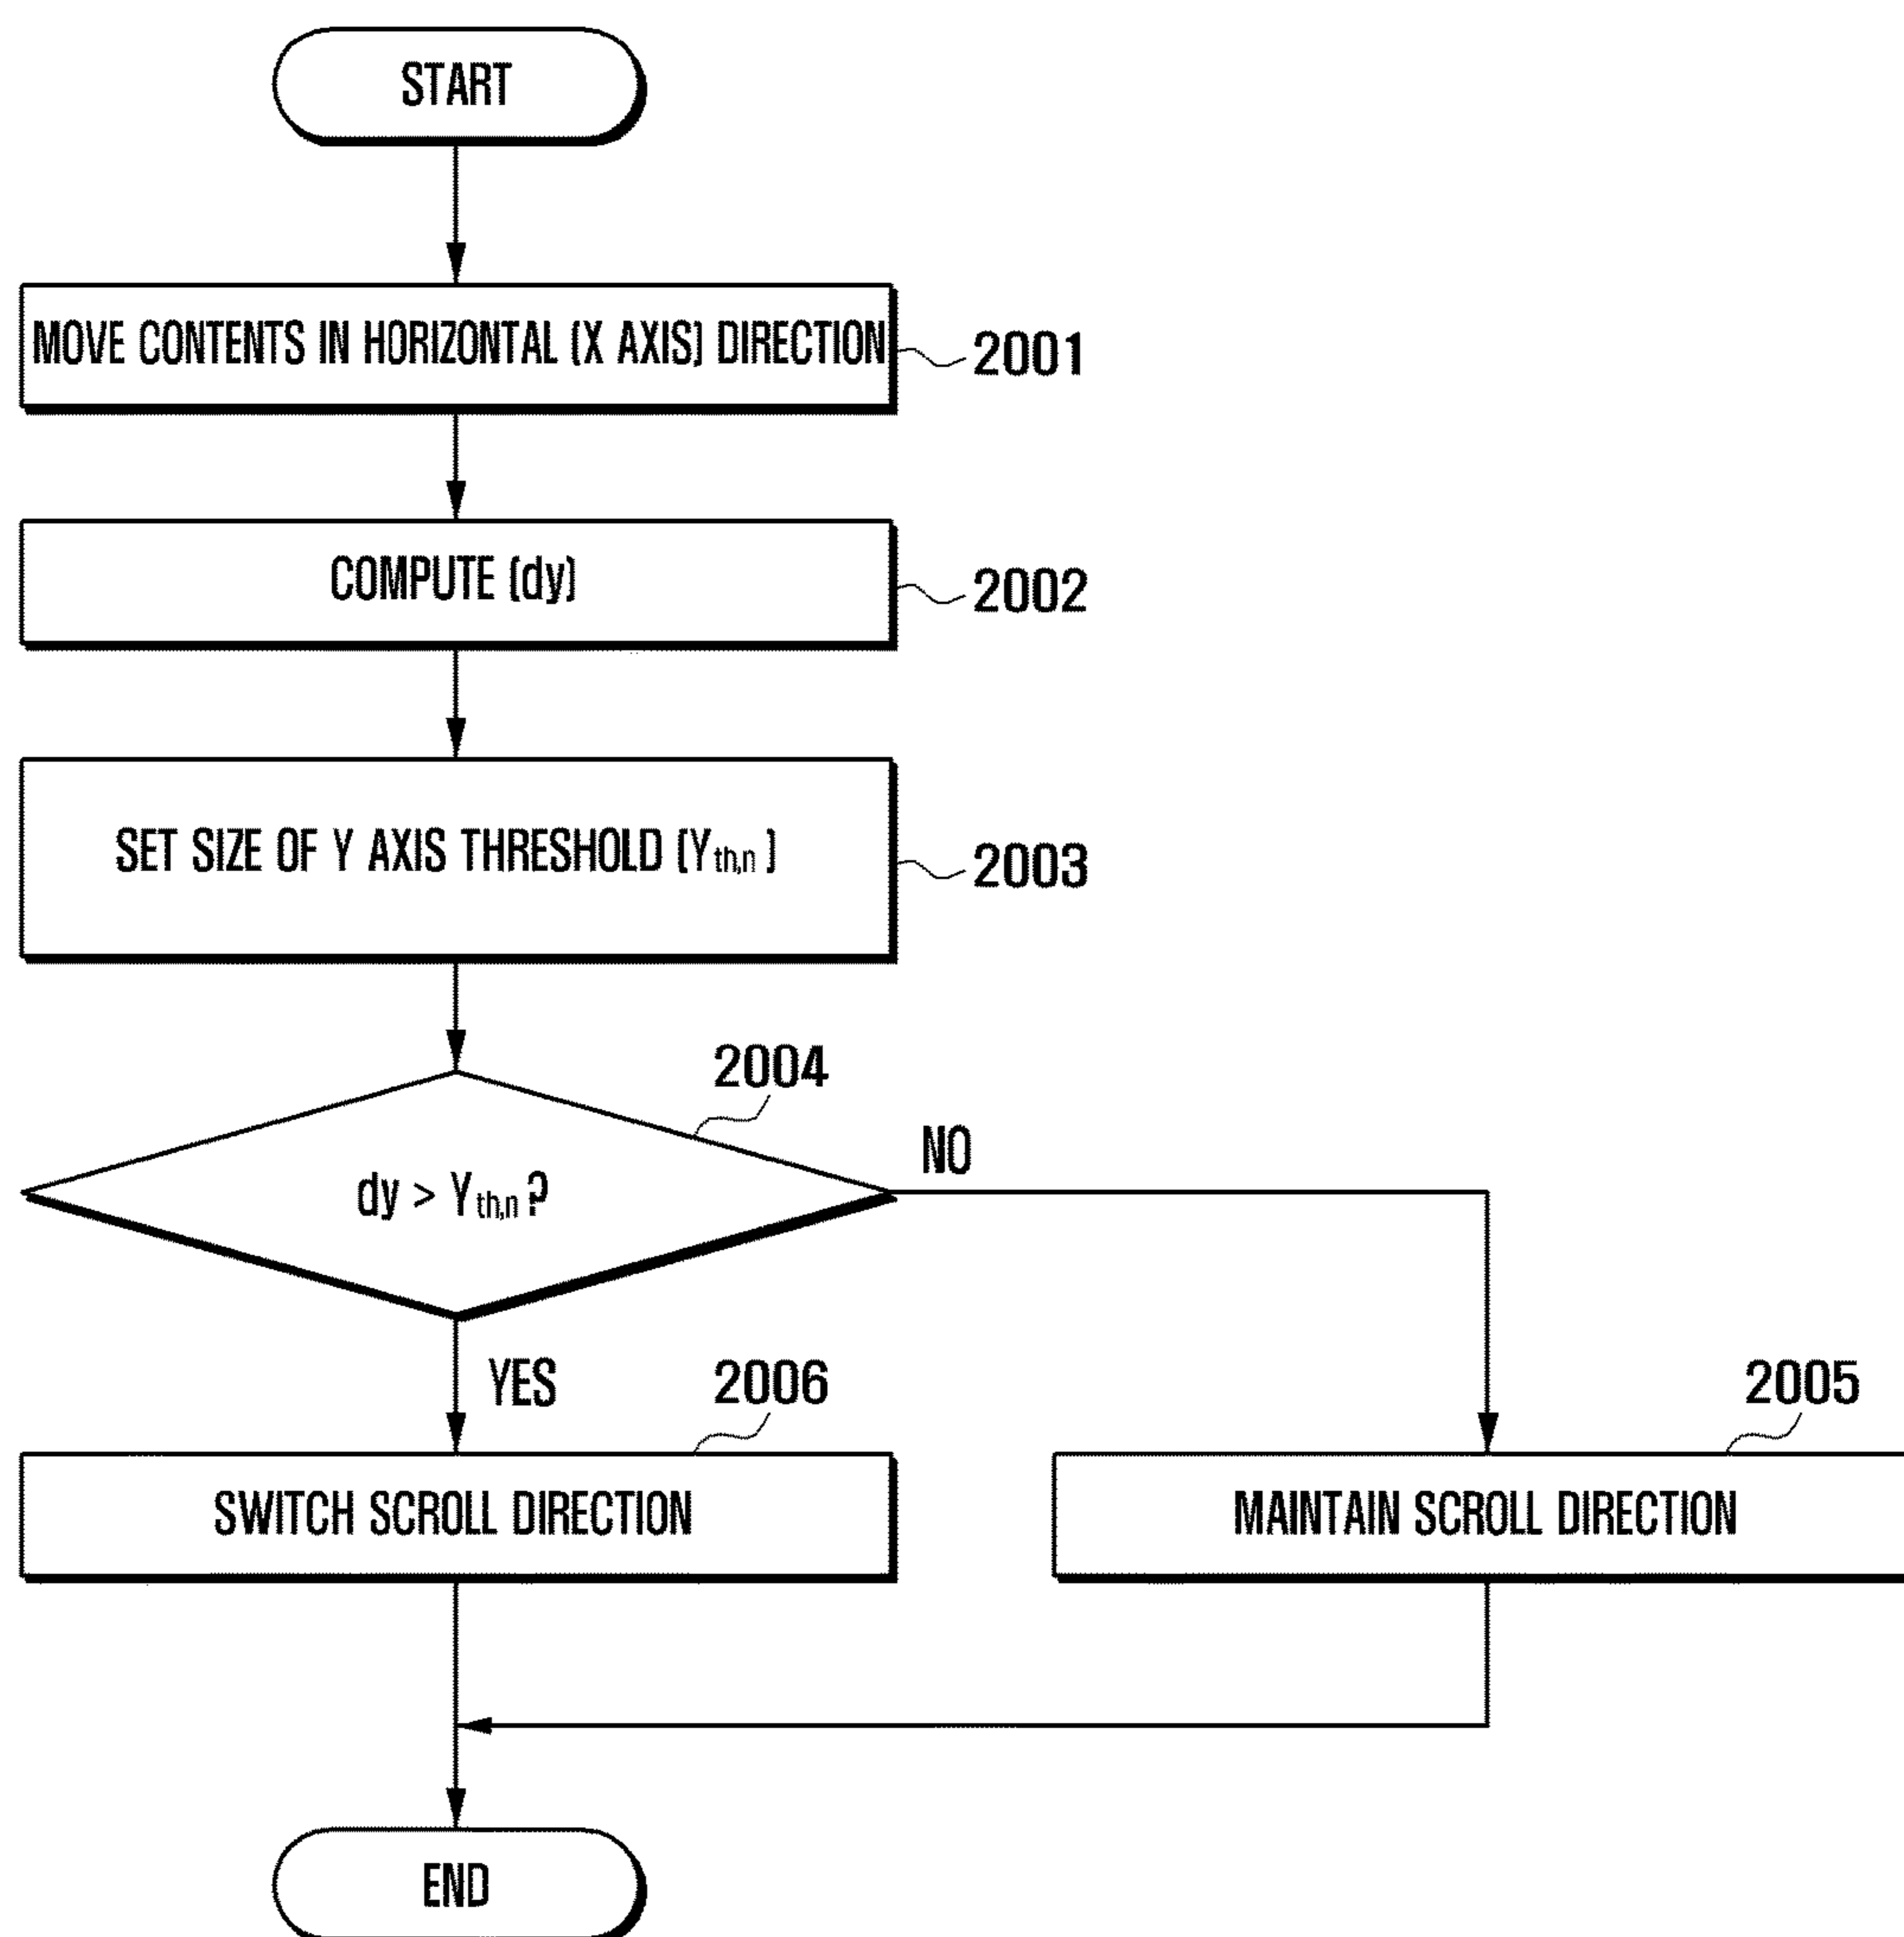 START
MOVE CONTENTS IN HORIZONTAL (X AXIS) DIRECTION
2001
COMPUTE (dy)
2002
SET SIZE OF Y AXIS THRESHOLD (Yth,n )
2003
2004
dy > Yth,n ?
NO
YES
2006
2005
SWITCH SCROLL DIRECTION
MAINTAIN SCROLL DIRECTION
END